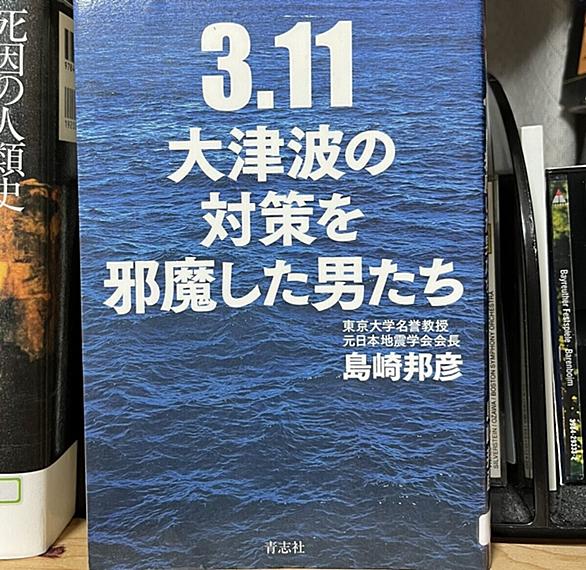 3.11
大津波の
対策を
邪魔した男たち
東京大学名誉教授
元日本地震学会会長
島崎邦彦
青志社
死因の人類史
SILVERSTEIN / OZAWA / BOSTON SYMPHONY ORCHESTRA
Bayreuther Festspiele · Barenboim